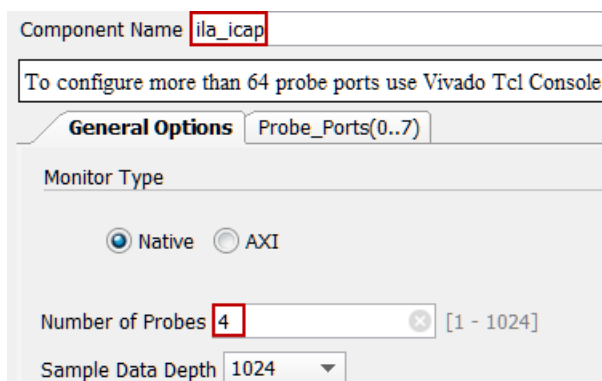 Component Name ila_icap
To configure more than 64 probe ports use Vivado Tcl Console
General Options Probe_Ports(0..7)
Monitor Type
Native AXI
Number of Probes 4 [1 - 1024]
Sample Data Depth 1024